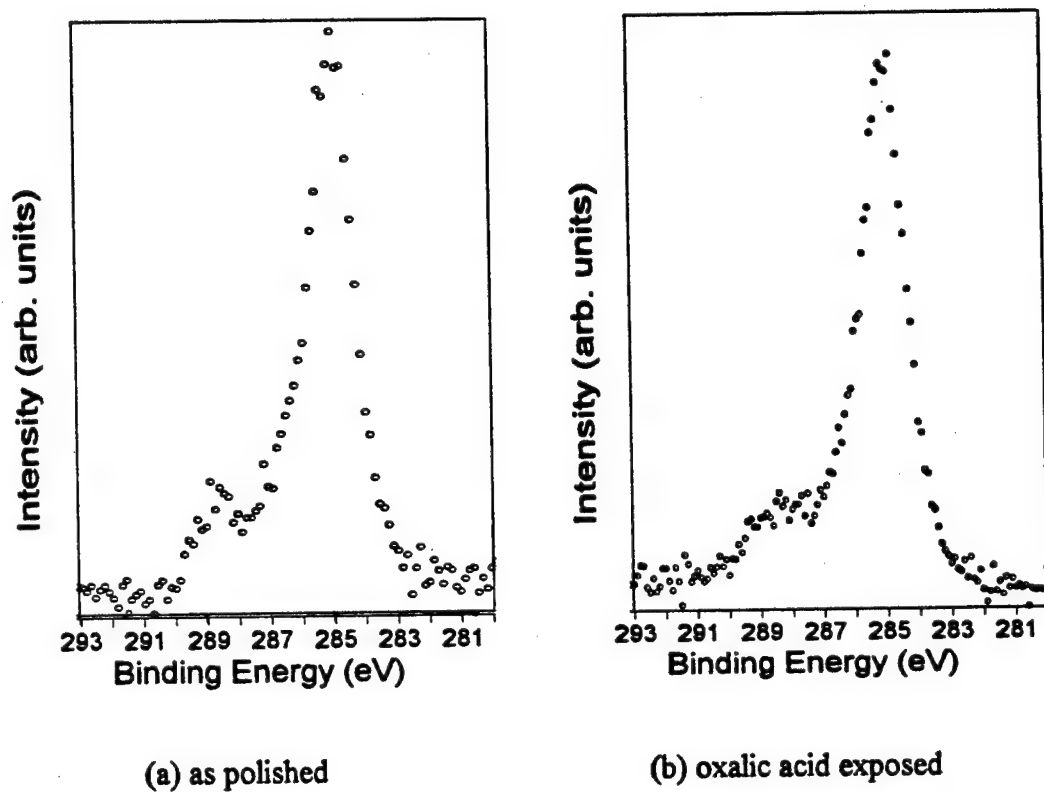 Intensity (arb. units)
293 291 289 287 285 283 281
Binding Energy (eV)
(a) as polished
Intensity (arb. units)
293 291 289 287 285 283 281
Binding Energy (eV)
(b) oxalic acid exposed